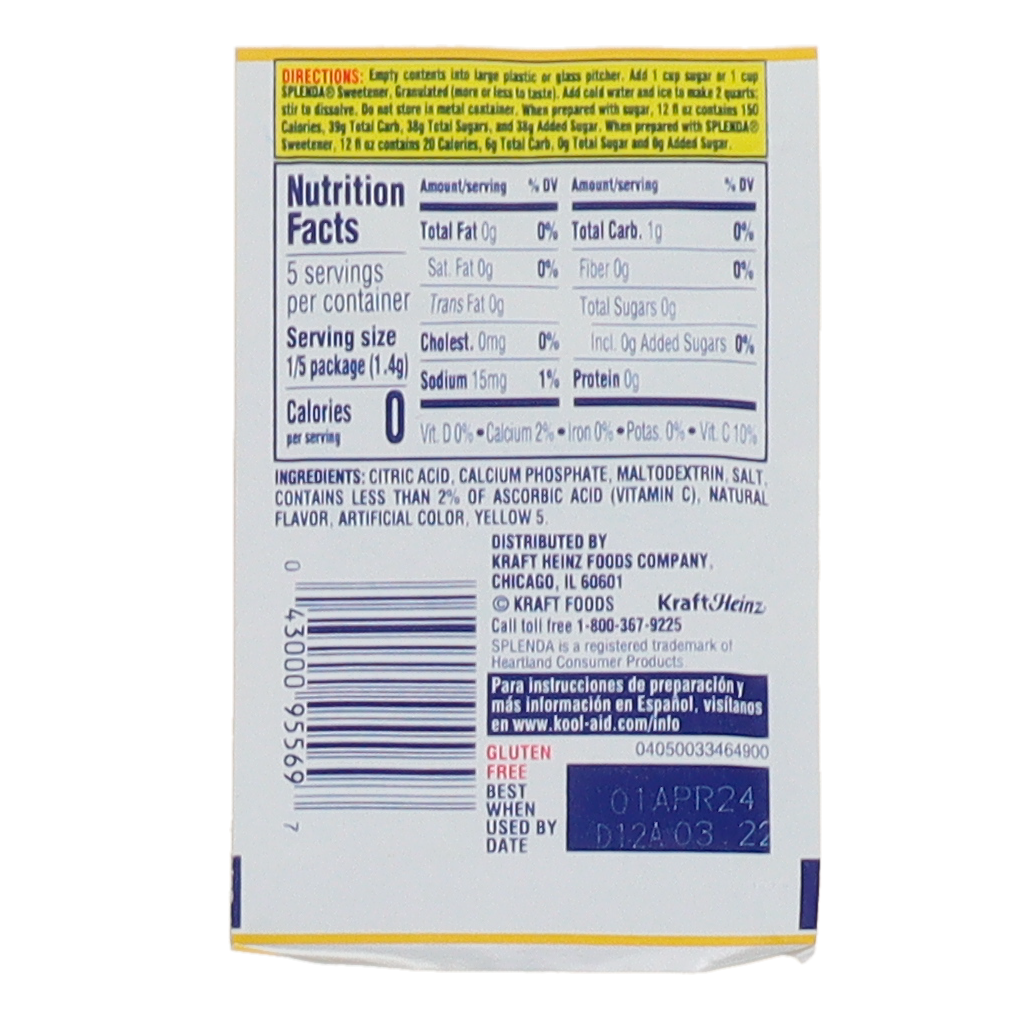 DIRECTIONS: Empty contents into large plastic or glass pitcher. Add 1 cup sugar or 1 cup
SPLENDA® Sweetener, Granulated (more or less to taste). Add cold water and ice to make 2 quarts;
stir to dissolve. Do not store in metal container. When prepared with sugar, 12 fl oz contains 150
Calories, 39g Total Carb, 38g Total Sugars, and 38g Added Sugar. When prepared with SPLENDA®
Sweetener, 12 fl oz contains 20 Calories, 6g Total Carb, 0g Total Sugar and 0g Added Sugar.
Nutrition
Facts
5 servings
per container
Serving size
1/5 package (1.4g)
Calories 0
per serving
Amount/serving % DV
Total Fat 0g 0%
Sat. Fat 0g 0%
Trans Fat 0g
Cholest. 0mg 0%
Sodium 15mg 1%
Amount/serving % DV
Total Carb. 1g 0%
Fiber 0g 0%
Total Sugars 0g
Incl. 0g Added Sugars 0%
Protein 0g
Vit. D 0% • Calcium 2% • Iron 0% • Potas. 0% • Vit. C 10%
INGREDIENTS: CITRIC ACID, CALCIUM PHOSPHATE, MALTODEXTRIN, SALT,
CONTAINS LESS THAN 2% OF ASCORBIC ACID (VITAMIN C), NATURAL
FLAVOR, ARTIFICIAL COLOR, YELLOW 5.
DISTRIBUTED BY
KRAFT HEINZ FOODS COMPANY,
CHICAGO, IL 60601
© KRAFT FOODS KraftHeinz
Call toll free 1-800-367-9225
SPLENDA is a registered trademark of
Heartland Consumer Products
Para instrucciones de preparación y
más información en Español, visítanos
en www.kool-aid.com/info
0 43000 95569 7
04050033464900
GLUTEN
FREE
BEST
WHEN
USED BY
DATE
01APR24
D12A 03 . 22